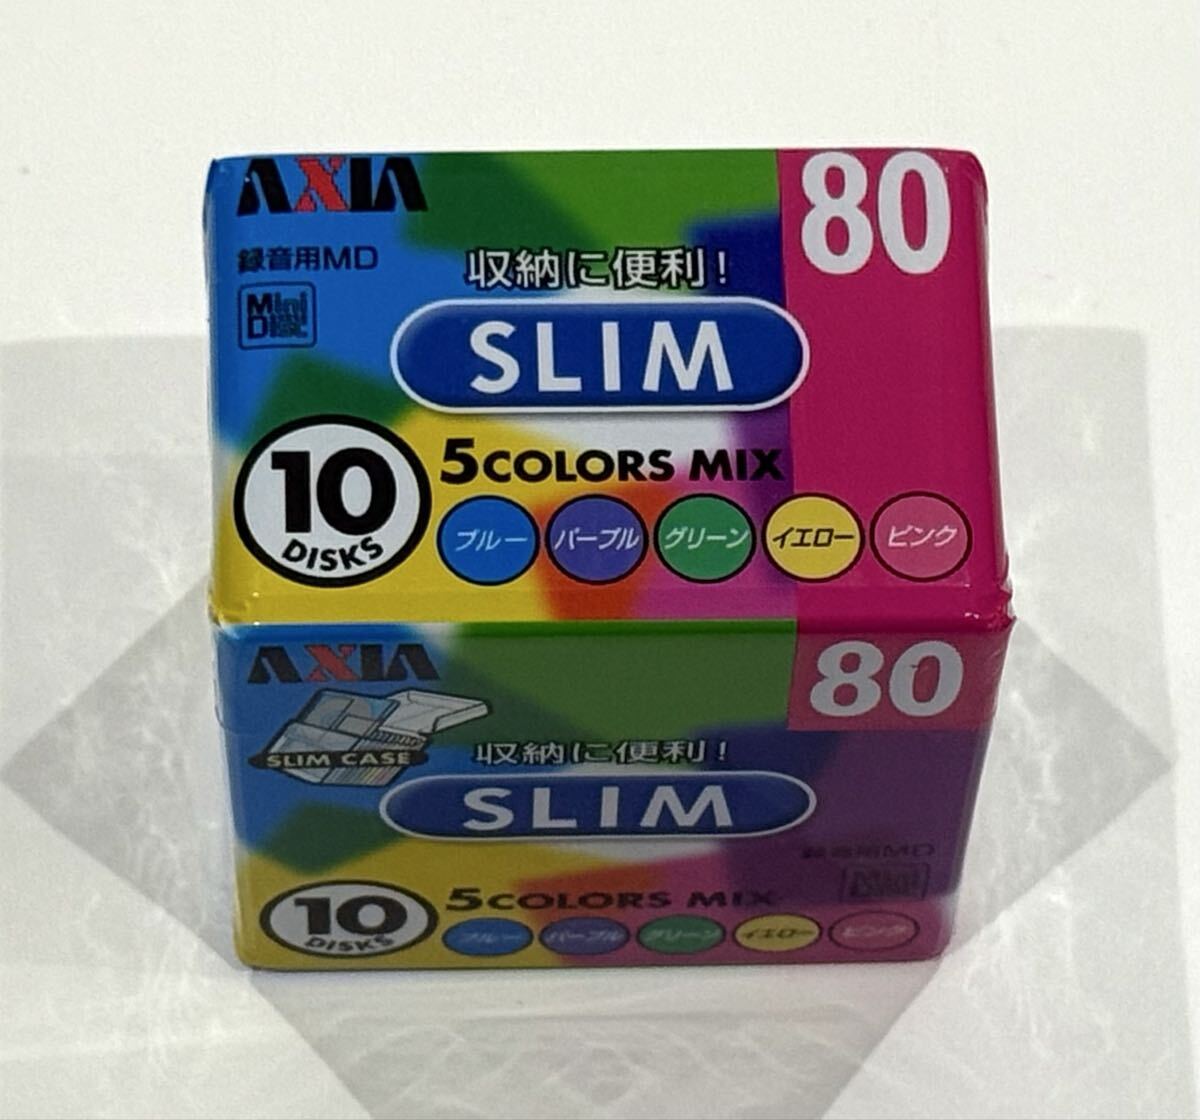 AXIA
80
録音用MD
収納に便利!
Mini
Disc
SLIM
10
DISKS
5COLORS MIX
ブルー
パープル
グリーン
イエロー
ピンク
AXIA
80
SLIM CASE
収納に便利!
SLIM
録音用MD
10
DISKS
5COLORS MIX
ブルー
パープル
グリーン
イエロー
ピンク